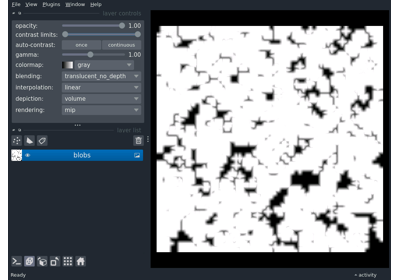 File View Plugins Window Help
layer controls
opacity: 1.00
contrast limits:
auto-contrast: once continuous
gamma: 1.00
colormap: gray
blending: translucent_no_depth
interpolation: linear
depiction: volume
rendering: mip
layer list
blobs
Ready activity